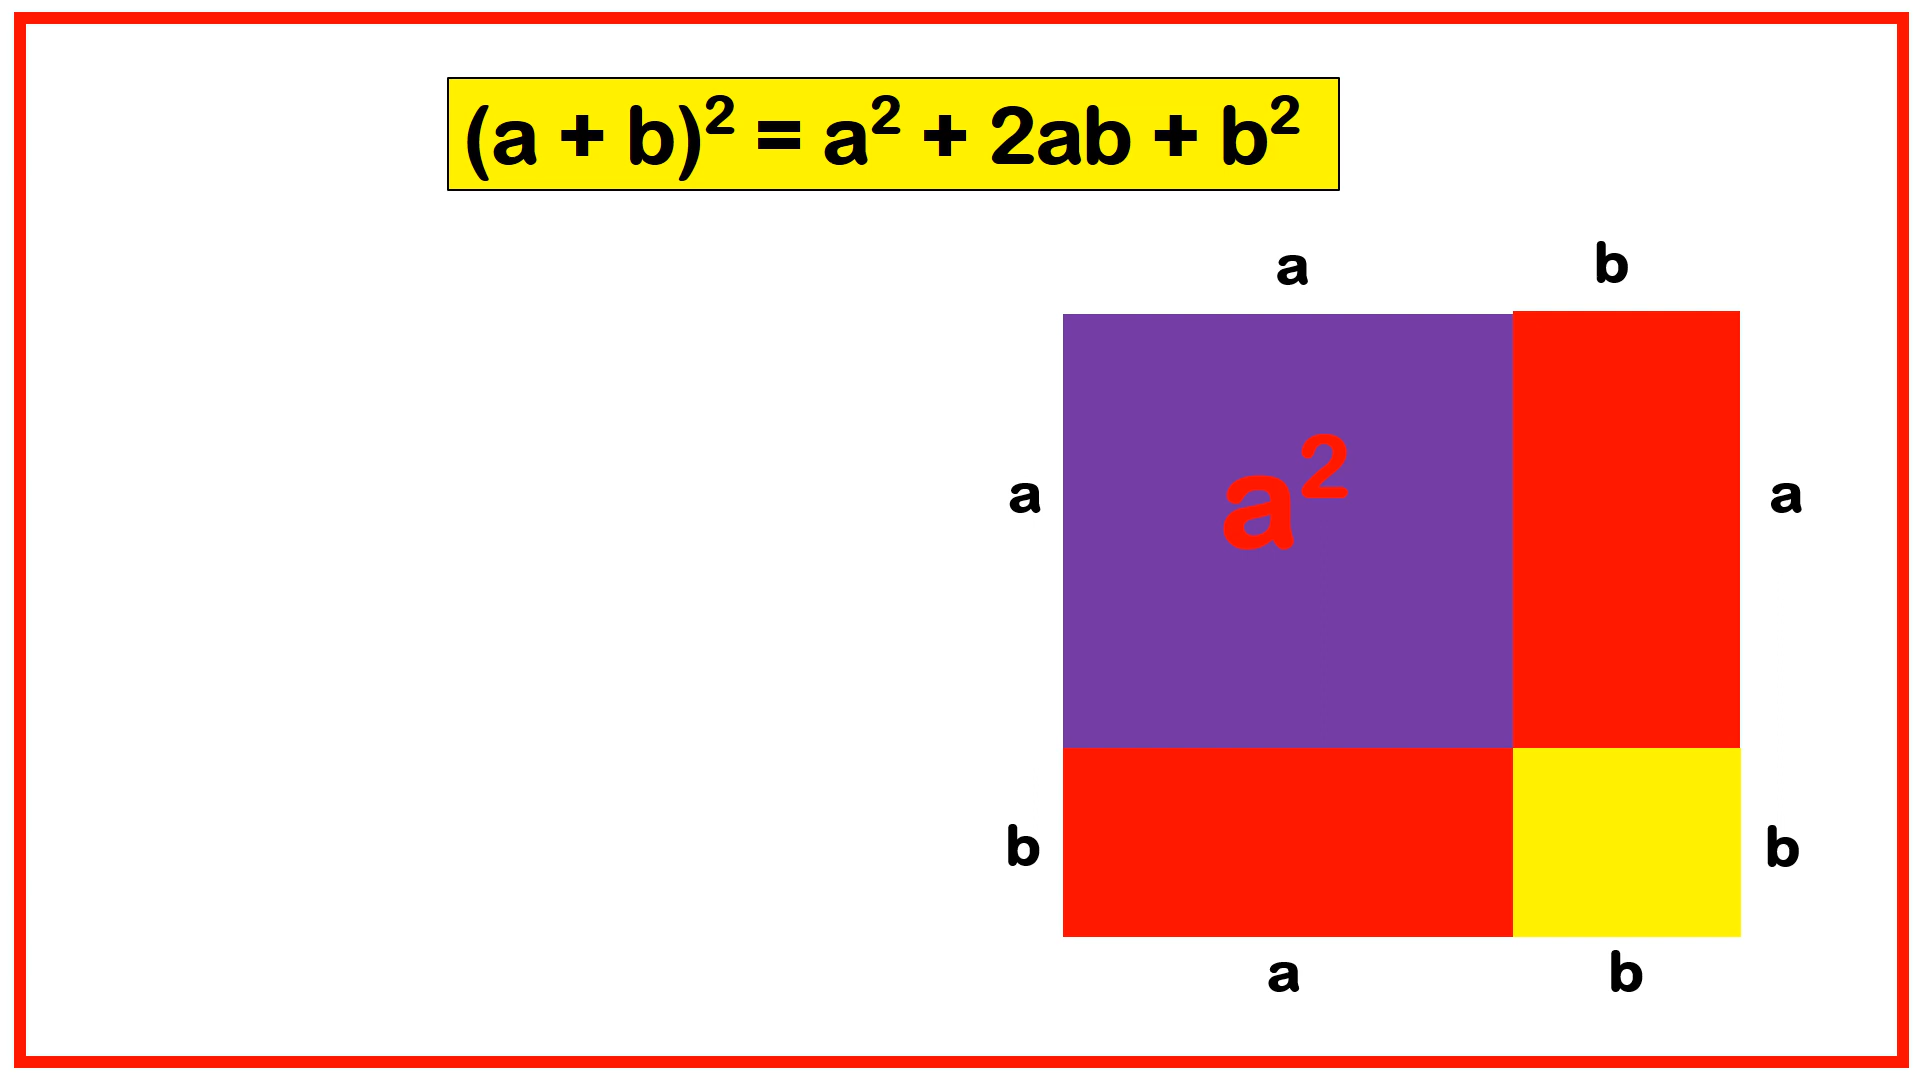 (a + b)² = a² + 2ab + b²
a b
a² 
a a
b b
a b